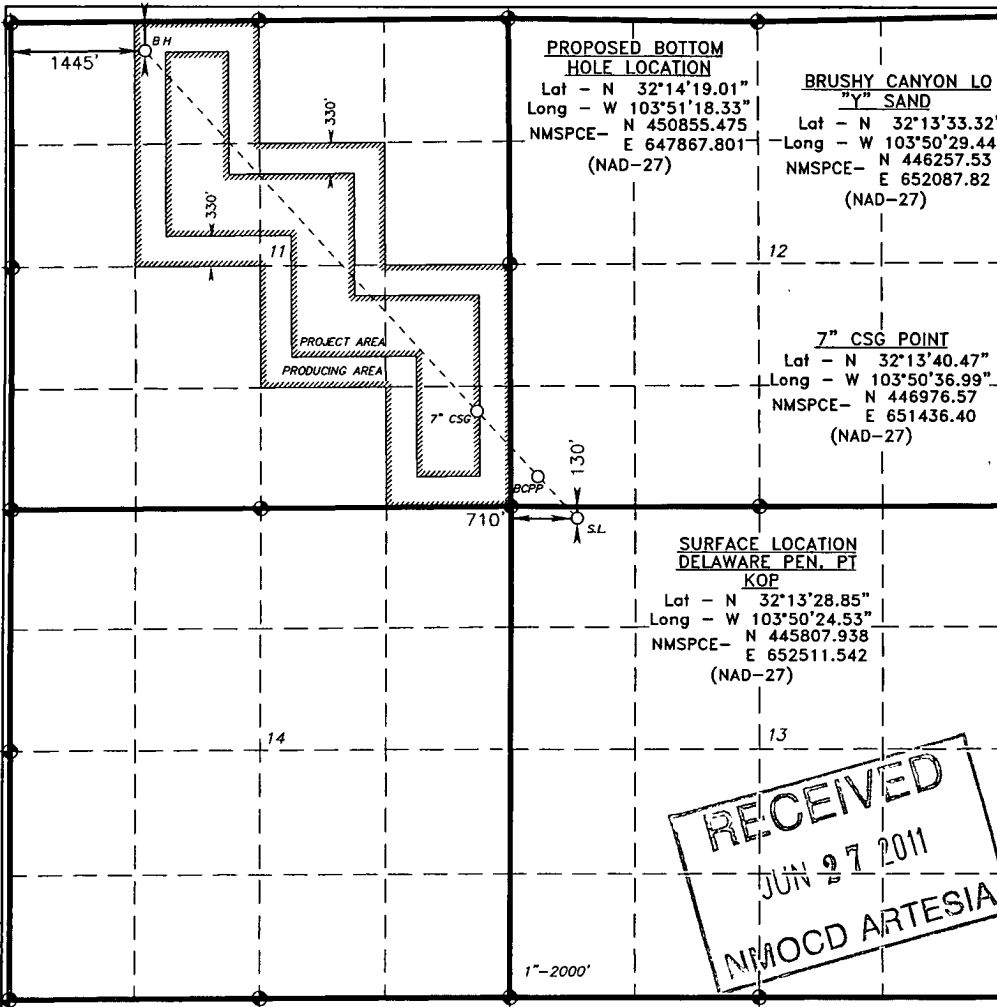 BH
1445'
330'
330'
11
PROJECT AREA
PRODUCING AREA
7" CSG
BCPP
130'
710'
S.L.
PROPOSED BOTTOM
HOLE LOCATION
Lat - N 32°14'19.01"
Long - W 103°51'18.33"
NMSPCE- N 450855.475
E 647867.801
(NAD-27)
BRUSHY CANYON LO
"Y" SAND
Lat - N 32°13'33.32'
Long - W 103°50'29.44
NMSPCE- N 446257.53
E 652087.82
(NAD-27)
12
7" CSG POINT
Lat - N 32°13'40.47"
Long - W 103°50'36.99"
NMSPCE- N 446976.57
E 651436.40
(NAD-27)
SURFACE LOCATION
DELAWARE PEN. PT
KOP
Lat - N 32°13'28.85"
Long - W 103°50'24.53"
NMSPCE- N 445807.938
E 652511.542
(NAD-27)
14
13
RECEIVED
JUN 27 2011
NMOCD ARTESIA
1"-2000'